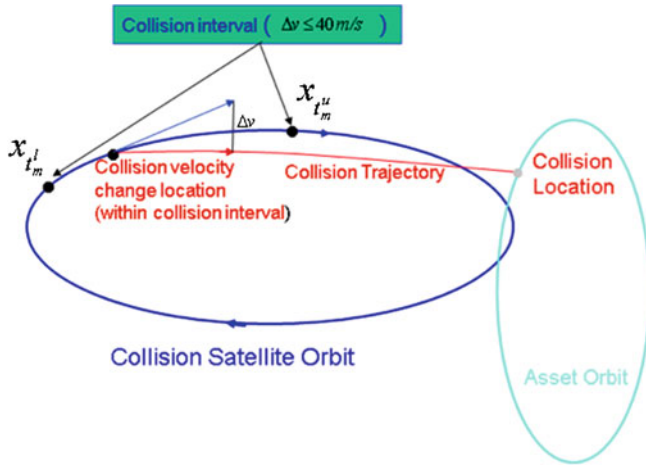 Collision interval ( Δv ≤ 40 m/s )
x_{t_m^u}
Δv
x_{t_m^l}
Collision velocity
change location
(within collision interval)
Collision Trajectory
Collision
Location
Collision Satellite Orbit
Asset Orbit